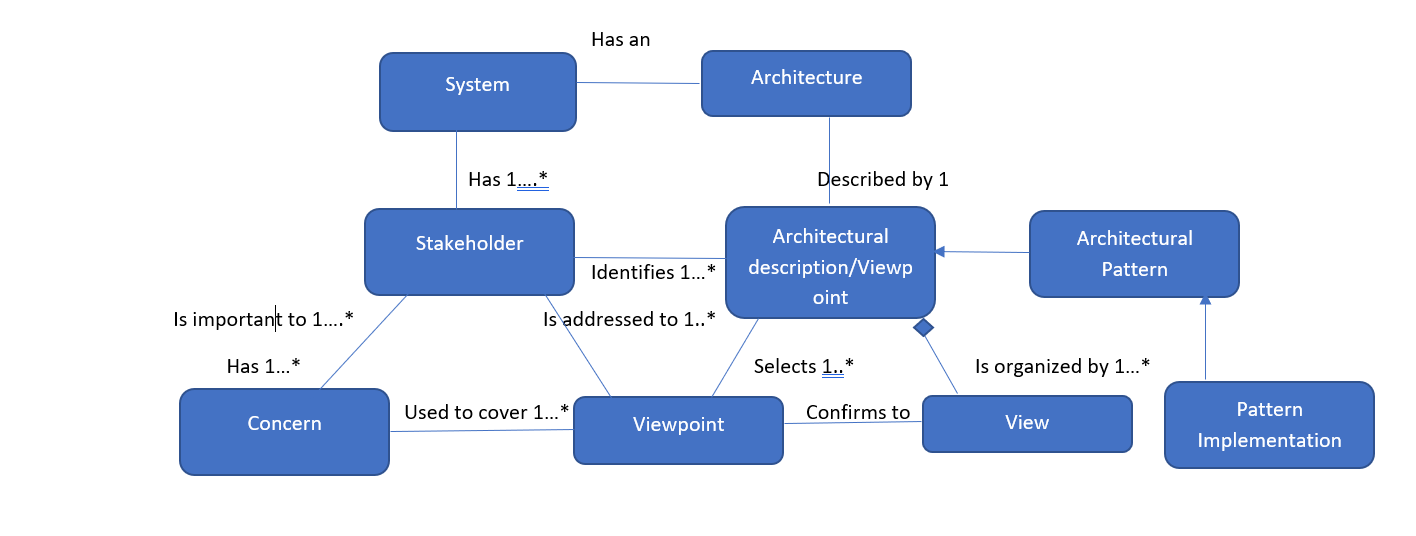 Has an
System
Architecture
Has 1....*
Described by 1
Stakeholder
Architectural
description/Viewp
oint
Architectural
Pattern
Identifies 1...*
Is important to 1....*
Is addressed to 1..*
Has 1...*
Selects 1..*
Is organized by 1...*
Concern
Used to cover 1...*
Viewpoint
Confirms to
View
Pattern
Implementation